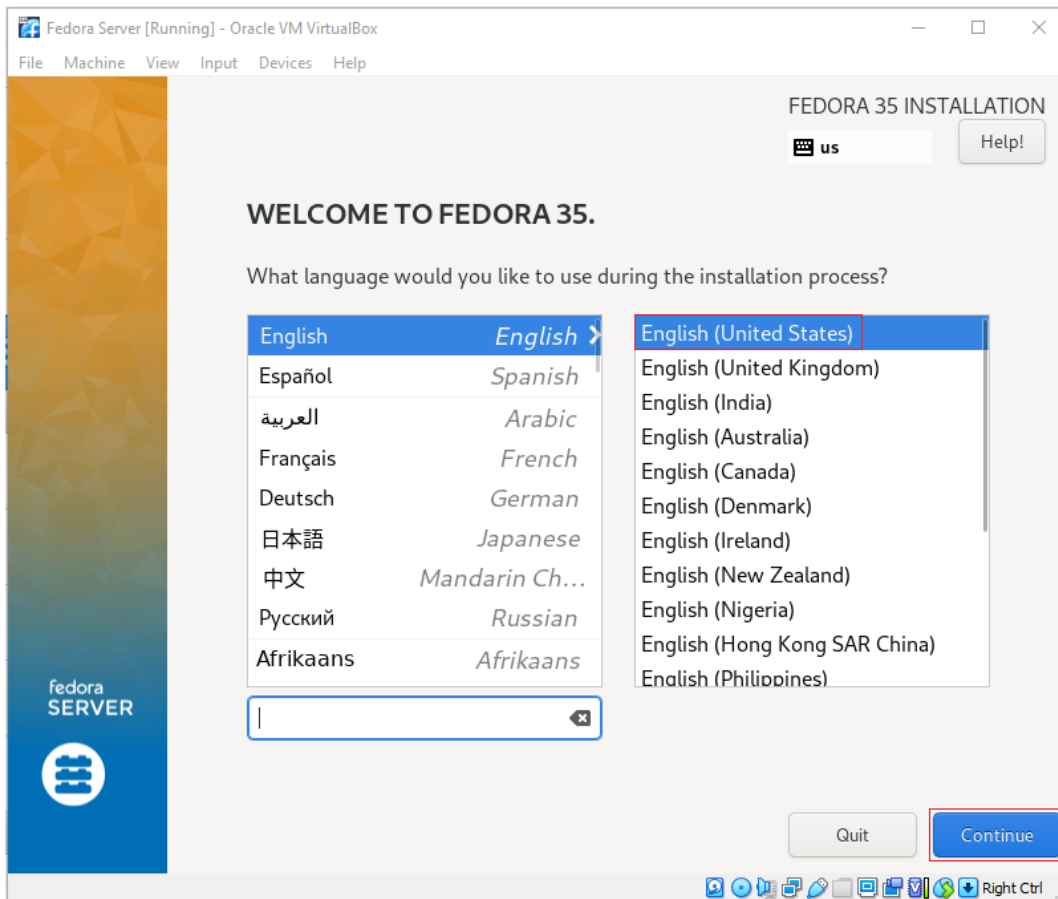 Fedora Server [Running] - Oracle VM VirtualBox
File Machine View Input Devices Help
FEDORA 35 INSTALLATION
us
Help!
WELCOME TO FEDORA 35.
What language would you like to use during the installation process?
English English
Español Spanish
العربية Arabic
Français French
Deutsch German
日本語 Japanese
中文 Mandarin Ch...
Русский Russian
Afrikaans Afrikaans
English (United States)
English (United Kingdom)
English (India)
English (Australia)
English (Canada)
English (Denmark)
English (Ireland)
English (New Zealand)
English (Nigeria)
English (Hong Kong SAR China)
English (Philippines)
fedora
SERVER
Quit
Continue
Right Ctrl